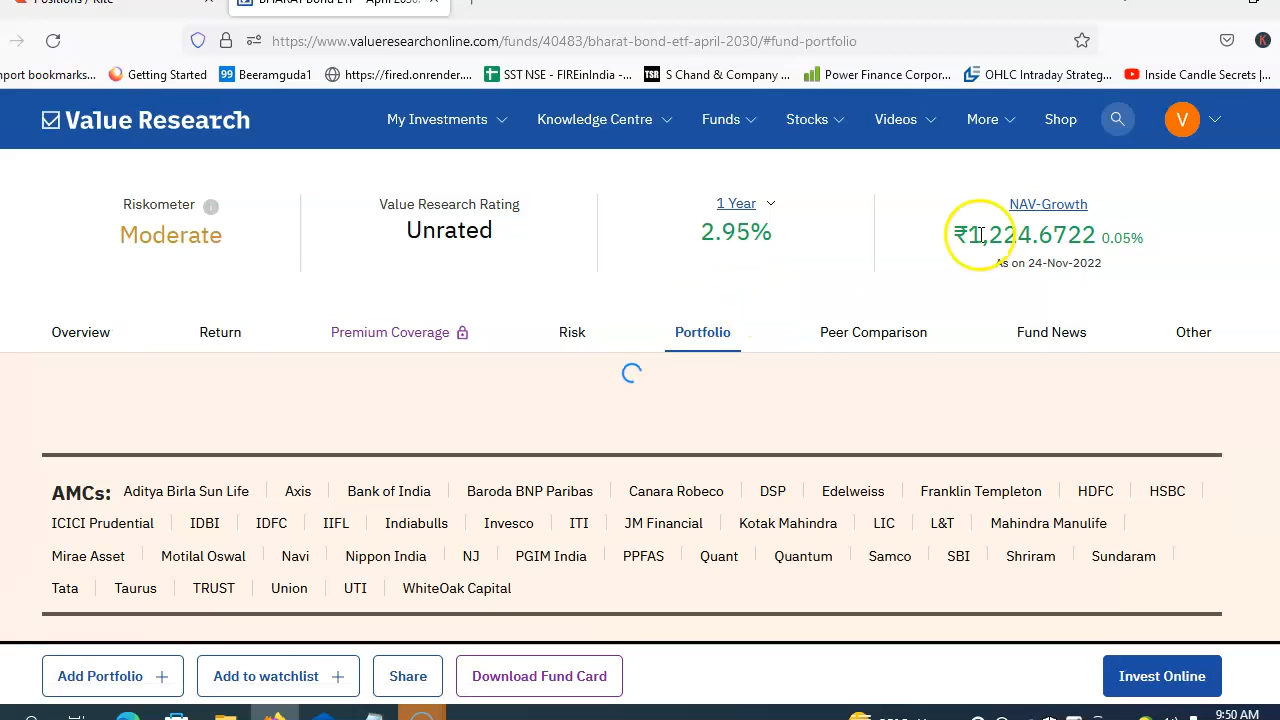 Positions / Kite
BHARAT Bond ETF - April 2030:
https://www.valueresearchonline.com/funds/40483/bharat-bond-etf-april-2030/#fund-portfolio
K
nport bookmarks... Getting Started 99 Beeramguda1 https://fired.onrender.... SST NSE - FIREinIndia -... TSR S Chand & Company ... Power Finance Corpor... OHLC Intraday Strateg... Inside Candle Secrets |...
Value Research My Investments Knowledge Centre Funds Stocks Videos More Shop V
Riskometer Value Research Rating 1 Year NAV-Growth
Moderate Unrated 2.95% ₹1,224.6722 0.05%
As on 24-Nov-2022
Overview Return Premium Coverage Risk Portfolio Peer Comparison Fund News Other
AMCs: Aditya Birla Sun Life Axis Bank of India Baroda BNP Paribas Canara Robeco DSP Edelweiss Franklin Templeton HDFC HSBC
ICICI Prudential IDBI IDFC IIFL Indiabulls Invesco ITI JM Financial Kotak Mahindra LIC L&T Mahindra Manulife
Mirae Asset Motilal Oswal Navi Nippon India NJ PGIM India PPFAS Quant Quantum Samco SBI Shriram Sundaram
Tata Taurus TRUST Union UTI WhiteOak Capital
Add Portfolio + Add to watchlist + Share Download Fund Card Invest Online
9:50 AM